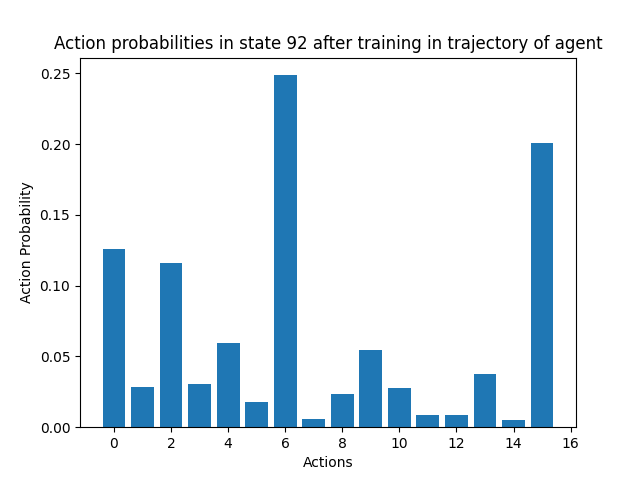 Action probabilities in state 92 after training in trajectory of agent
0.25
0.20
0.15
0.10
0.05
0.00
Action Probability
0 2 4 6 8 10 12 14 16
Actions